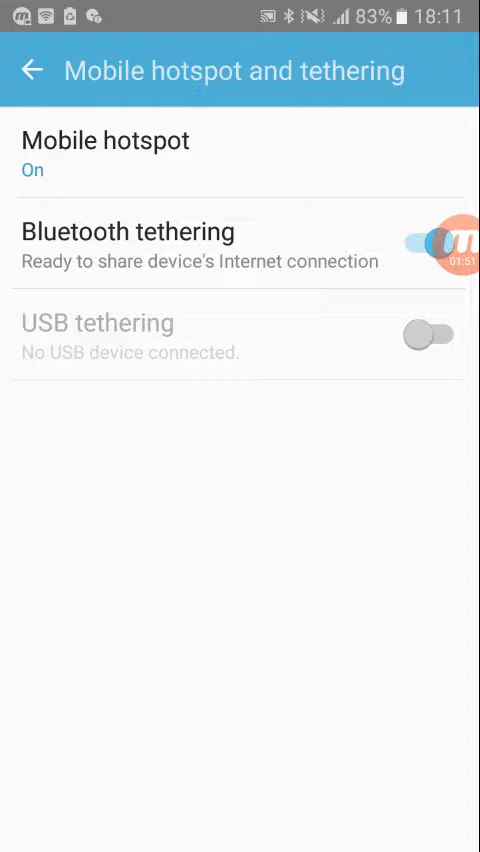 83% 18:11
Mobile hotspot and tethering
Mobile hotspot
On
Bluetooth tethering
Ready to share device's Internet connection
01:51
USB tethering
No USB device connected.